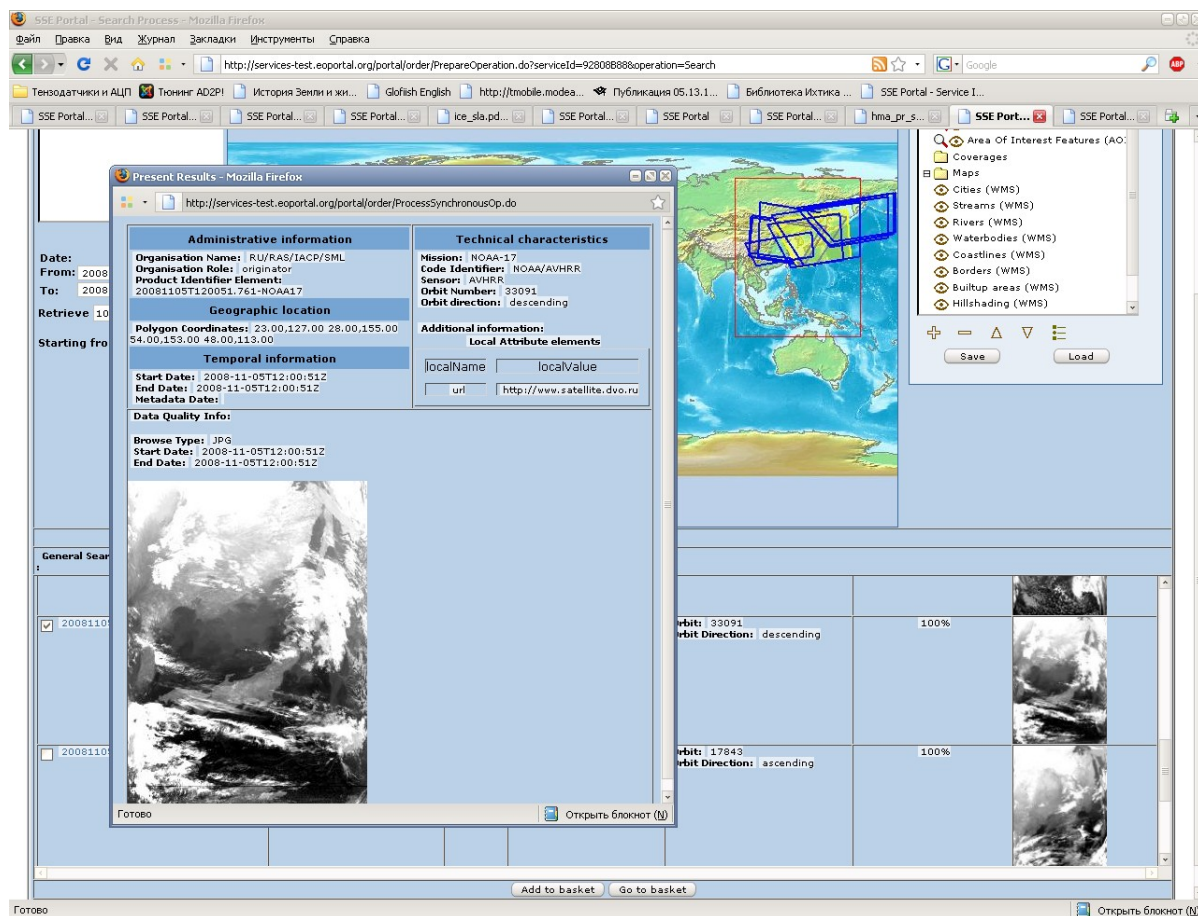 SSE Portal - Search Process - Mozilla Firefox
Файл Правка Вид Журнал Закладки Инструменты Справка
http://services-test.eoportal.org/portal/order/PrepareOperation.do?serviceId=92808B88&operation=Search
Google
ABP
Тензодатчики и АЦП Тюнинг AD2P! История Земли и жи... Glofiish English http://tmobile.modea... Публикация 05.13.1... Библиотека Ихтика ... SSE Portal - Service I...
SSE Portal... SSE Portal... SSE Portal... SSE Portal... ice_sla.pd... SSE Portal... SSE Portal SSE Portal... hma_pr_s... SSE Port... SSE Portal...
Area Of Interest Features (AO:
Coverages
Maps
Cities (WMS)
Streams (WMS)
Rivers (WMS)
Waterbodies (WMS)
Coastlines (WMS)
Borders (WMS)
Builtup areas (WMS)
Hillshading (WMS)
Save Load
Date:
From: 2008
To: 2008
Retrieve 10
Starting fro
Present Results - Mozilla Firefox
http://services-test.eoportal.org/portal/order/ProcessSynchronousOp.do
Administrative information
Organisation Name: RU/RAS/IACP/SML
Organisation Role: originator
Product Identifier Element:
20081105T120051.761-NOAA17
Geographic location
Polygon Coordinates: 23.00,127.00 28.00,155.00
54.00,153.00 48.00,113.00
Temporal information
Start Date: 2008-11-05T12:00:51Z
End Date: 2008-11-05T12:00:51Z
Metadata Date:
Technical characteristics
Mission: NOAA-17
Code Identifier: NOAA/AVHRR
Sensor: AVHRR
Orbit Number: 33091
Orbit direction: descending
Additional information:
Local Attribute elements
localName localValue
url http://www.satellite.dvo.ru
Data Quality Info:
Browse Type: JPG
Start Date: 2008-11-05T12:00:51Z
End Date: 2008-11-05T12:00:51Z
Готово Открыть блокнот (N)
General Sear
:
2008110
rbit: 33091
rbit Direction: descending
100%
2008110
rbit: 17843
rbit Direction: ascending
100%
Add to basket Go to basket
Готово Открыть блокнот (N)